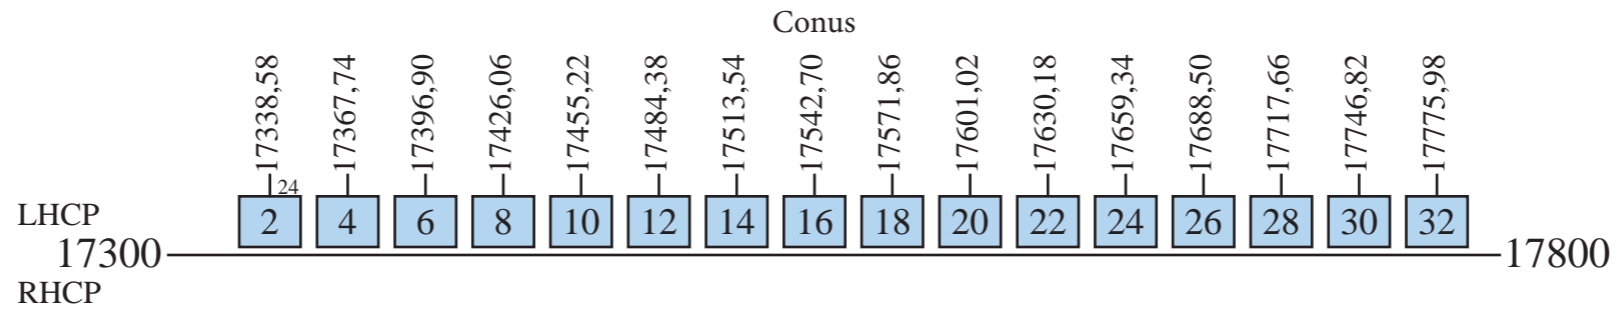 Conus
17338,58 17367,74 17396,90 17426,06 17455,22 17484,38 17513,54 17542,70 17571,86 17601,02 17630,18 17659,34 17688,50 17717,66 17746,82 17775,98
24
LHCP 2 4 6 8 10 12 14 16 18 20 22 24 26 28 30 32
17300 17800
RHCP